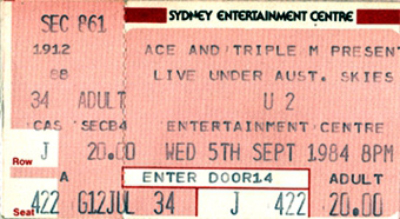 SYDNEY ENTERTAINMENT CENTRE
SEC 861
1912
88
34 ADULT
CAS SECB4
Row J 20.00
A
Seat 422 G12JUL
ACE AND TRIPLE M PRESENT
LIVE UNDER AUST. SKIES
U 2
ENTERTAINMENT CENTRE
WED 5TH SEPT 1984 8PM
ENTER DOOR14 ADULT
34 J 422 20.00